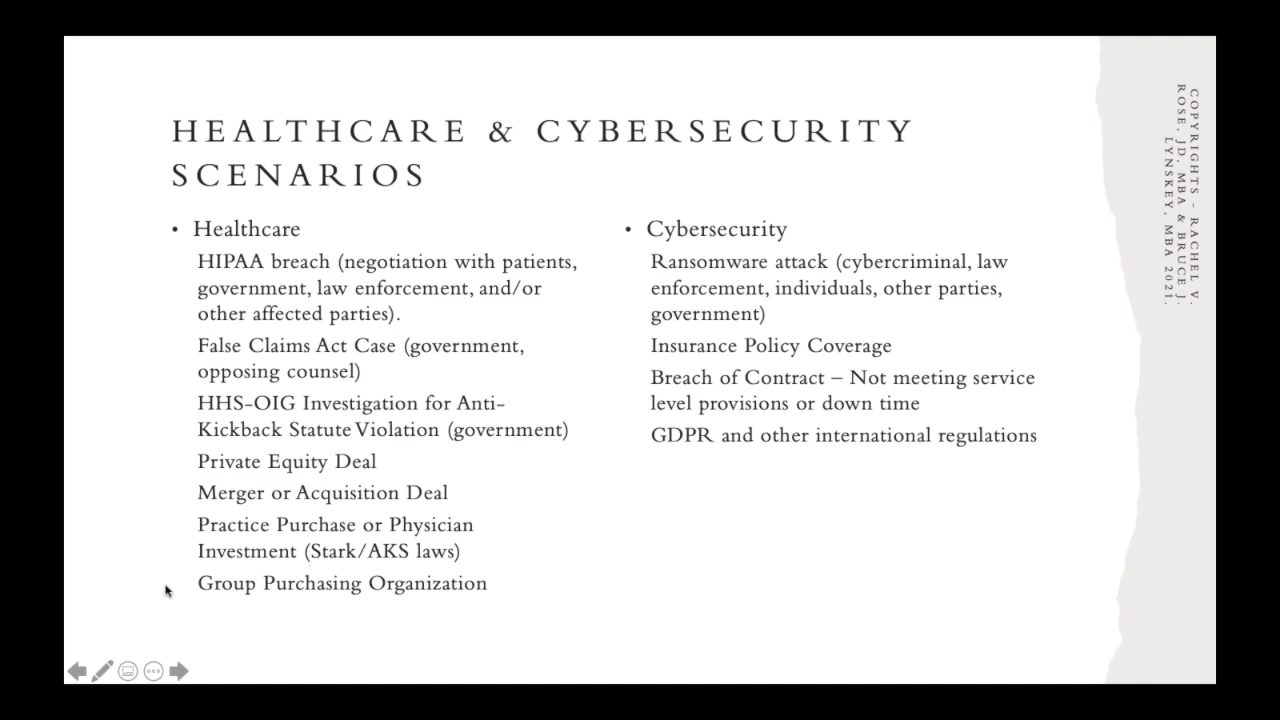 HEALTHCARE & CYBERSECURITY
SCENARIOS
• Healthcare
HIPAA breach (negotiation with patients,
government, law enforcement, and/or
other affected parties).
False Claims Act Case (government,
opposing counsel)
HHS-OIG Investigation for Anti-
Kickback Statute Violation (government)
Private Equity Deal
Merger or Acquisition Deal
Practice Purchase or Physician
Investment (Stark/AKS laws)
Group Purchasing Organization
• Cybersecurity
Ransomware attack (cybercriminal, law
enforcement, individuals, other parties,
government)
Insurance Policy Coverage
Breach of Contract – Not meeting service
level provisions or down time
GDPR and other international regulations
COPYRIGHTS - RACHEL V.
ROSE, JD, MBA & BRUCE J.
LYNSKEY, MBA 2021.